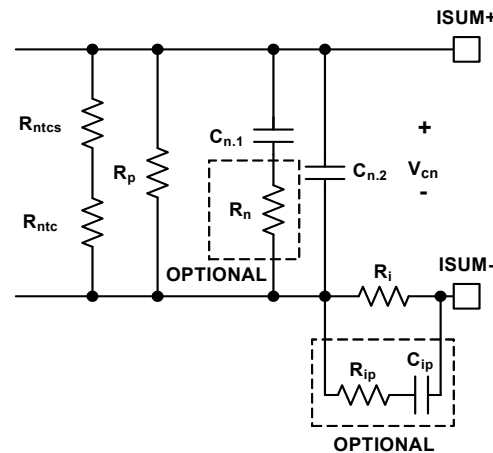 ISUM+
Rntcs
Cn.1
+
Rp
Cn.2
Vcn
Rntc
Rn
-
OPTIONAL
Ri
ISUM-
Rip
Cip
OPTIONAL